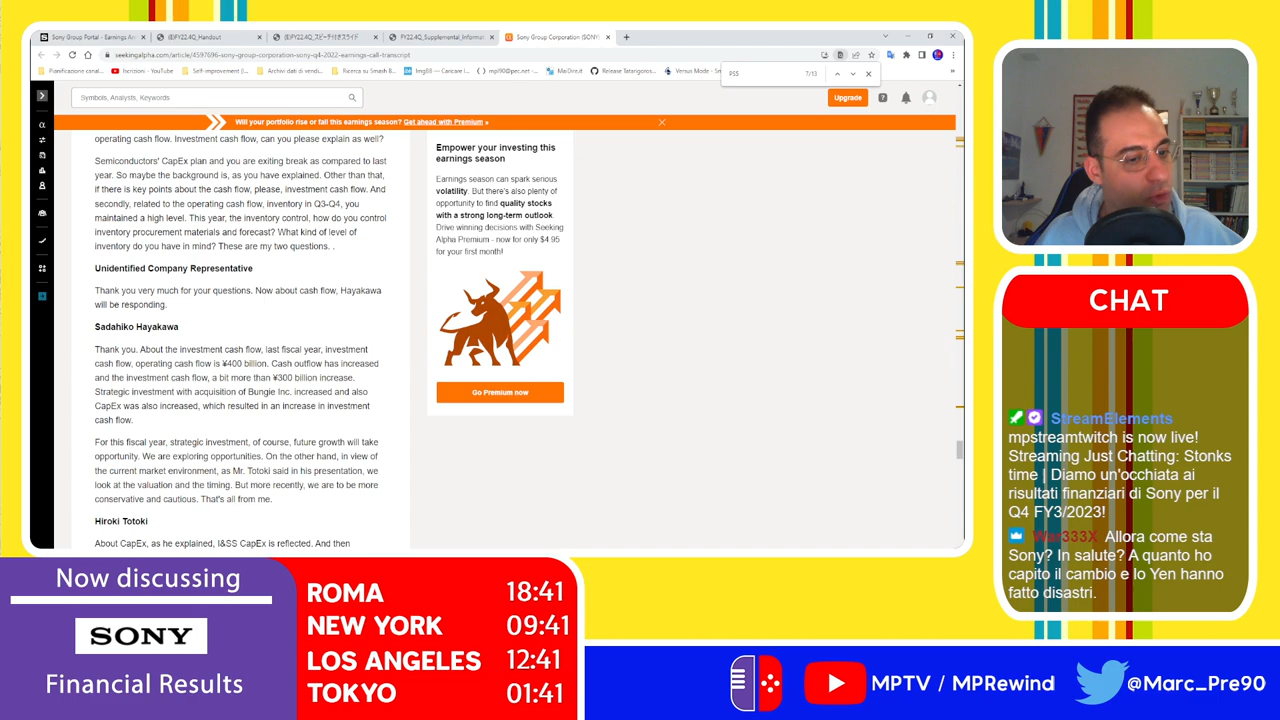 Sony Group Portal - Earnings An
(E)FY22.4Q_Handout
(E)FY22.4Q_スピーチ付きスライド
FY22.4Q_Supplemental_Informat
Sony Group Corporation (SONY)
seekingalpha.com/article/4597696-sony-group-corporation-sony-q4-2022-earnings-call-transcript
Pianificazione canal...
Iscrizion - YouTube
Self-improvement (I...
Archivi dati di vendi...
Ricerca su Smash B...
ImgBB — Caricare I...
mpi90@pec.net -
MaiDire.it
Release Tatangoros...
Versus Mode - Sn
PS5
7/13
Symbols, Analysts, Keywords
Upgrade
Will your portfolio rise or fall this earnings season? Get ahead with Premium »
operating cash flow. Investment cash flow, can you please explain as well?
Semiconductors' CapEx plan and you are exiting break as compared to last
year. So maybe the background is, as you have explained. Other than that,
if there is key points about the cash flow, please, investment cash flow. And
secondly, related to the operating cash flow, inventory in Q3-Q4, you
maintained a high level. This year, the inventory control, how do you control
inventory procurement materials and forecast? What kind of level of
inventory do you have in mind? These are my two questions. .
Unidentified Company Representative
Thank you very much for your questions. Now about cash flow, Hayakawa
will be responding.
Sadahiko Hayakawa
Thank you. About the investment cash flow, last fiscal year, investment
cash flow, operating cash flow is ¥400 billion. Cash outflow has increased
and the investment cash flow, a bit more than ¥300 billion increase.
Strategic investment with acquisition of Bungie Inc. increased and also
CapEx was also increased, which resulted in an increase in investment
cash flow.
For this fiscal year, strategic investment, of course, future growth will take
opportunity. We are exploring opportunities. On the other hand, in view of
the current market environment, as Mr. Totoki said in his presentation, we
look at the valuation and the timing. But more recently, we are to be more
conservative and cautious. That's all from me.
Hiroki Totoki
About CapEx, as he explained, I&SS CapEx is reflected. And then
Empower your investing this
earnings season
Earnings season can spark serious
volatility. But there's also plenty of
opportunity to find quality stocks
with a strong long-term outlook.
Drive winning decisions with Seeking
Alpha Premium - now for only $4.95
for your first month!
Go Premium now
CHAT
StreamElements
mpstreamtwitch is now live!
Streaming Just Chatting: Stonks
time | Diamo un'occhiata ai
risultati finanziari di Sony per il
Q4 FY3/2023!
War333X Allora come sta
Sony? In salute? A quanto ho
capito il cambio e lo Yen hanno
fatto disastri.
Now discussing
SONY
Financial Results
ROMA 18:41
NEW YORK 09:41
LOS ANGELES 12:41
TOKYO 01:41
MPTV / MPRewind
@Marc_Pre90